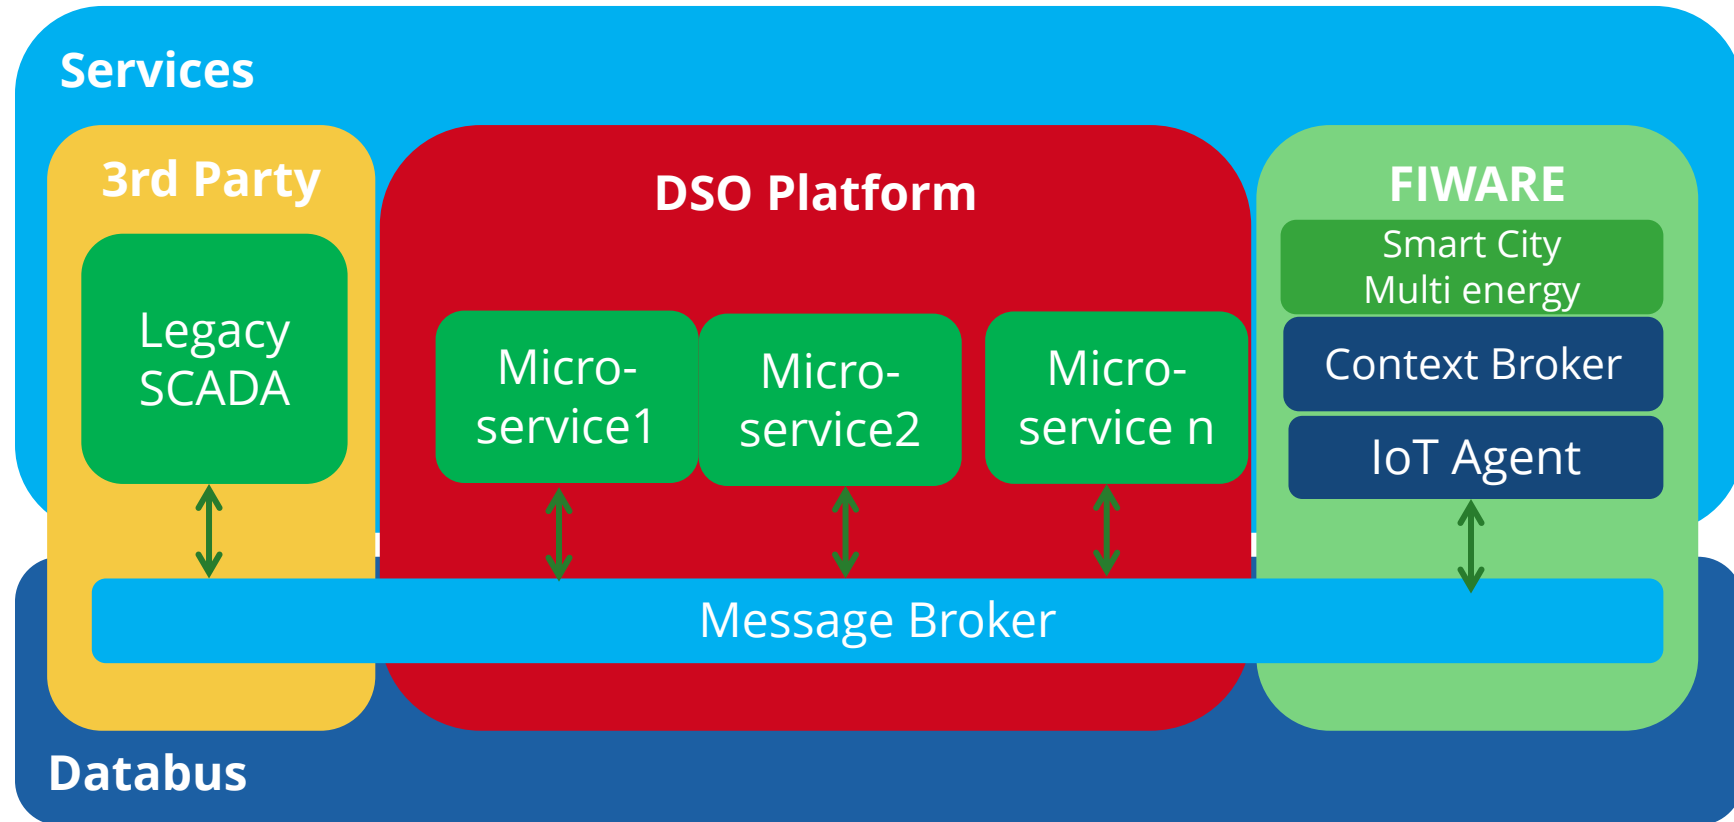 Services
3rd Party
DSO Platform
FIWARE
Legacy
SCADA
Micro-
service1
Micro-
service2
Micro-
service n
Smart City
Multi energy
Context Broker
IoT Agent
Message Broker
Databus